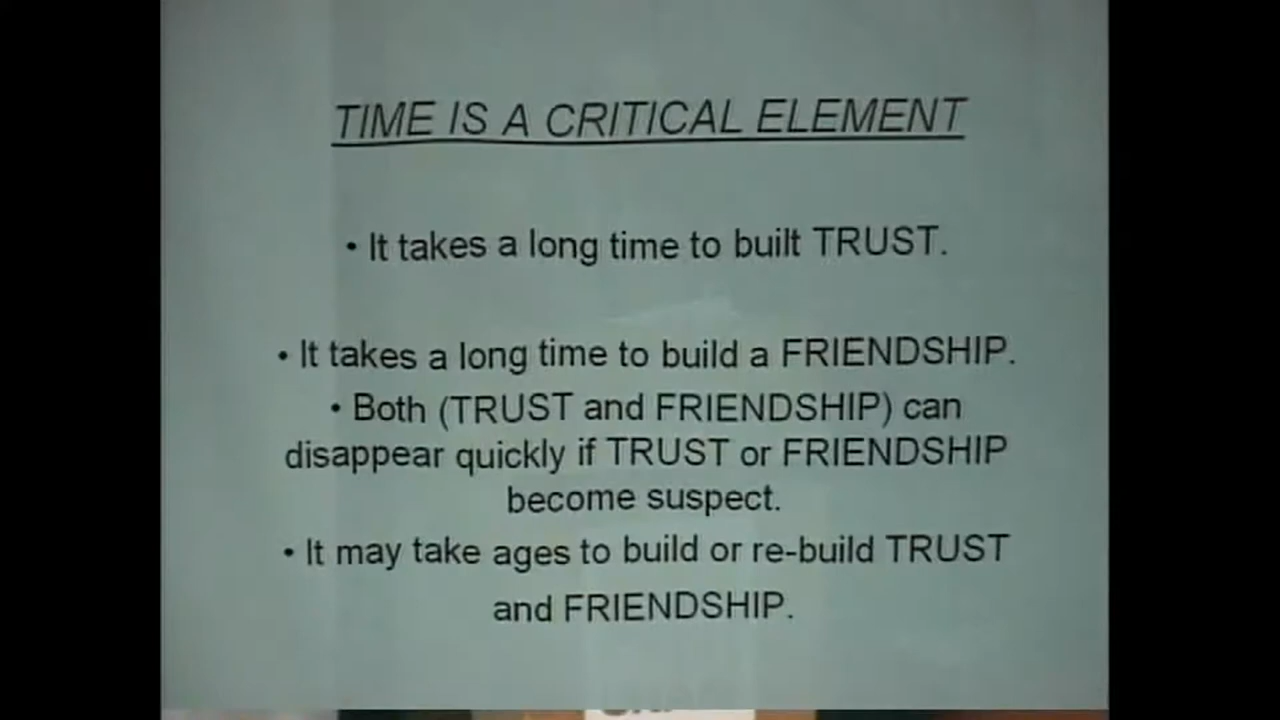 TIME IS A CRITICAL ELEMENT
• It takes a long time to built TRUST.
• It takes a long time to build a FRIENDSHIP.
• Both (TRUST and FRIENDSHIP) can
disappear quickly if TRUST or FRIENDSHIP
become suspect.
• It may take ages to build or re-build TRUST
and FRIENDSHIP.